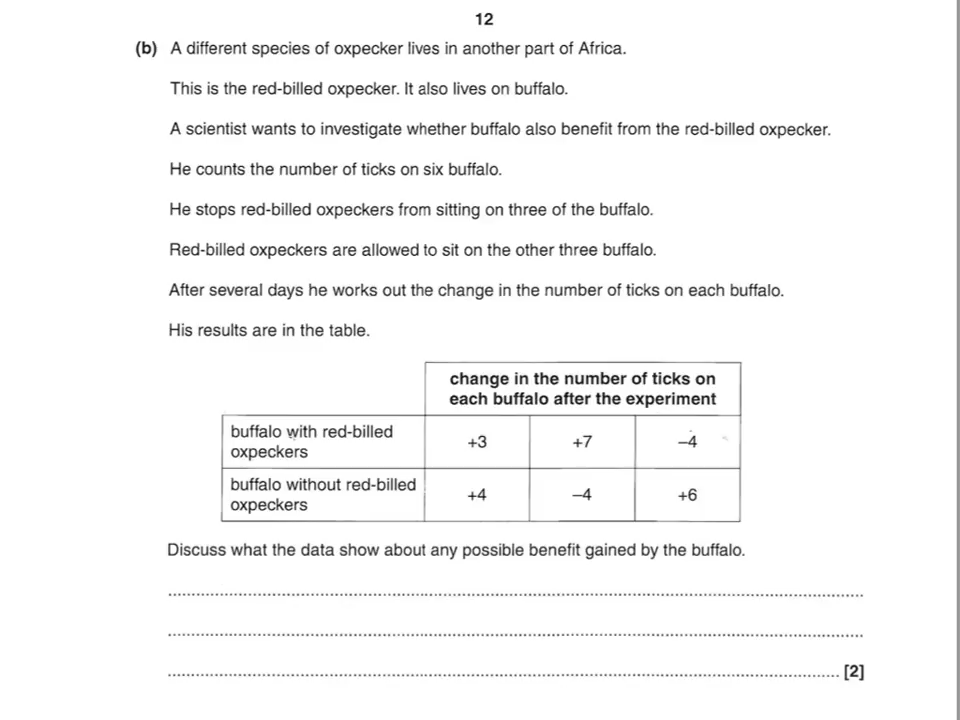 12
(b) A different species of oxpecker lives in another part of Africa.
This is the red-billed oxpecker. It also lives on buffalo.
A scientist wants to investigate whether buffalo also benefit from the red-billed oxpecker.
He counts the number of ticks on six buffalo.
He stops red-billed oxpeckers from sitting on three of the buffalo.
Red-billed oxpeckers are allowed to sit on the other three buffalo.
After several days he works out the change in the number of ticks on each buffalo.
His results are in the table.
change in the number of ticks on
each buffalo after the experiment
buffalo with red-billed
oxpeckers
+3 +7 –4
buffalo without red-billed
oxpeckers
+4 –4 +6
Discuss what the data show about any possible benefit gained by the buffalo.
[2]